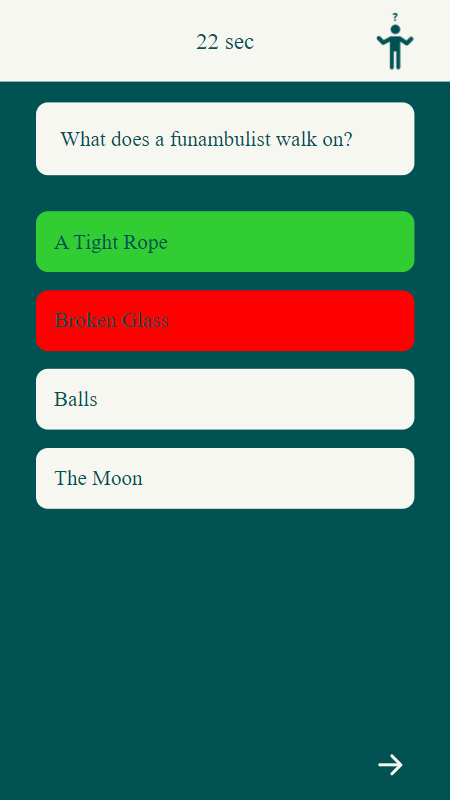 ?
22 sec
What does a funambulist walk on?
A Tight Rope
Broken Glass
Balls
The Moon